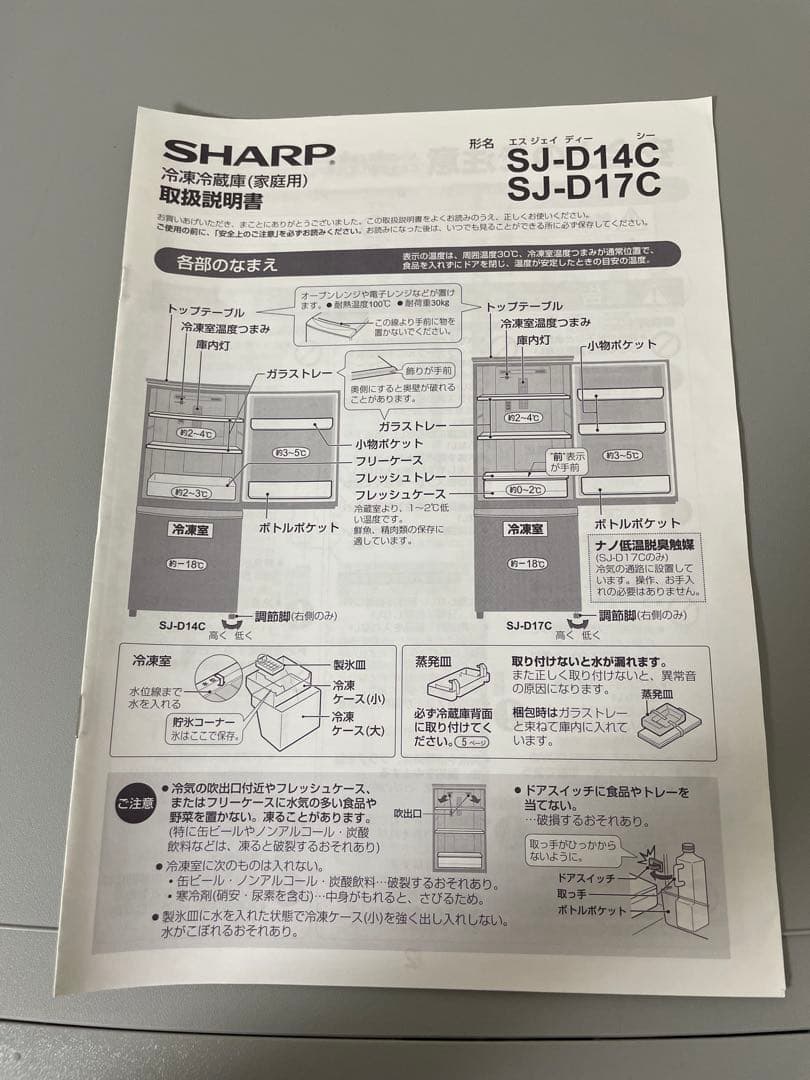 SHARP
冷凍冷蔵庫(家庭用)
取扱説明書
形名
エス ジェイ ディー シー
SJ-D14C
SJ-D17C
お買いあげいただき、まことにありがとうございました。この取扱説明書をよくお読みのうえ、正しくお使いください。
ご使用の前に、「安全上のご注意」を必ずお読みください。お読みになった後は、いつでも見ることができる所に必ず保存してください。
各部のなまえ
表示の温度は、周囲温度30℃、冷凍室温度つまみが通常位置で、
食品を入れずにドアを閉じ、温度が安定したときの目安の温度。
トップテーブル
冷凍室温度つまみ
庫内灯
ガラストレー
オーブンレンジや電子レンジなどが置け
ます。●耐熱温度100℃ ●耐荷重30kg
この線より手前に物を
置かないでください。
飾りが手前
奥側にすると奥壁が破れる
ことがあります。
トップテーブル
冷凍室温度つまみ
庫内灯
小物ポケット
ガラストレー
小物ポケット
フリーケース
フレッシュトレー
フレッシュケース
冷蔵室より、1〜2℃低
い温度です。
鮮魚、精肉類の保存に
適しています。
約2〜4℃
約3〜5℃
約2〜3℃
ボトルポケット
冷凍室
約−18℃
SJ-D14C
調節脚(右側のみ)
高く 低く
約2〜4℃
"前"表示
が手前
約3〜5℃
約0〜2℃
ボトルポケット
冷凍室
約−18℃
ナノ低温脱臭触媒
(SJ-D17Cのみ)
冷気の通路に設置して
います。操作、お手入
れの必要はありません。
SJ-D17C
調節脚(右側のみ)
高く 低く
冷凍室
水位線まで
水を入れる
貯氷コーナー
氷はここで保存。
製氷皿
冷凍
ケース(小)
冷凍
ケース(大)
蒸発皿
必ず冷蔵庫背面
に取り付けてく
ださい。5ページ
取り付けないと水が漏れます。
また正しく取り付けないと、異常音
の原因になります。
梱包時はガラストレー
と束ねて庫内に入れて
います。
蒸発皿
ご注意
●冷気の吹出口付近やフレッシュケース、
またはフリーケースに水気の多い食品や
野菜を置かない。凍ることがあります。
(特に缶ビールやノンアルコール・炭酸
飲料などは、凍ると破裂するおそれあり)
吹出口
●冷凍室に次のものは入れない。
・缶ビール・ノンアルコール・炭酸飲料…破裂するおそれあり。
・寒冷剤(硝安・尿素を含む)…中身がもれると、さびるため。
●製氷皿に水を入れた状態で冷凍ケース(小)を強く出し入れしない。
水がこぼれるおそれあり。
●ドアスイッチに食品やトレーを
当てない。
…破損するおそれあり。
取っ手がひっかから
ないように。
ドアスイッチ
取っ手
ボトルポケット